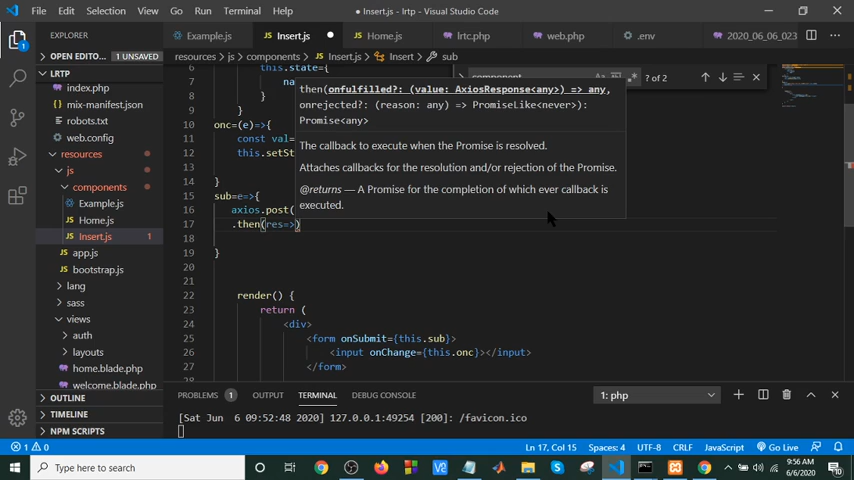 File Edit Selection View Go Run Terminal Help
● Insert.js - lrtp - Visual Studio Code
EXPLORER
Example.js
Insert.js
Home.js
lrtc.php
web.php
.env
2020_06_06_023
OPEN EDITO... 1 UNSAVED
resources > js > components > Insert.js > Insert > sub
LRTP
index.php
mix-manifest.json
robots.txt
web.config
resources
js
components
Example.js
Home.js
Insert.js 1
app.js
bootstrap.js
lang
sass
views
auth
layouts
home.blade.php
welcome.blade.php
OUTLINE
TIMELINE
NPM SCRIPTS
component
? of 2
6 this.state={
7 na
8 }
9 }
10 onc=(e)=>{
11 const val=
12 this.setSt
13
14 }
15 sub=e=>{
16 axios.post(
17 .then(res=>)
18
19 }
20
21
22 render() {
23 return (
24 <div>
25 <form onSubmit={this.sub}>
26 <input onChange={this.onc}></input>
27 </form>
28
then(onfulfilled?: (value: AxiosResponse<any>) => any,
onrejected?: (reason: any) => PromiseLike<never>):
Promise<any>
The callback to execute when the Promise is resolved.
Attaches callbacks for the resolution and/or rejection of the Promise.
@returns — A Promise for the completion of which ever callback is
executed.
PROBLEMS 1 OUTPUT TERMINAL DEBUG CONSOLE
1: php
[Sat Jun 6 09:52:48 2020] 127.0.0.1:49254 [200]: /favicon.ico
1 0
Ln 17, Col 15 Spaces: 4 UTF-8 CRLF JavaScript Go Live
Type here to search
9:56 AM
6/6/2020
10